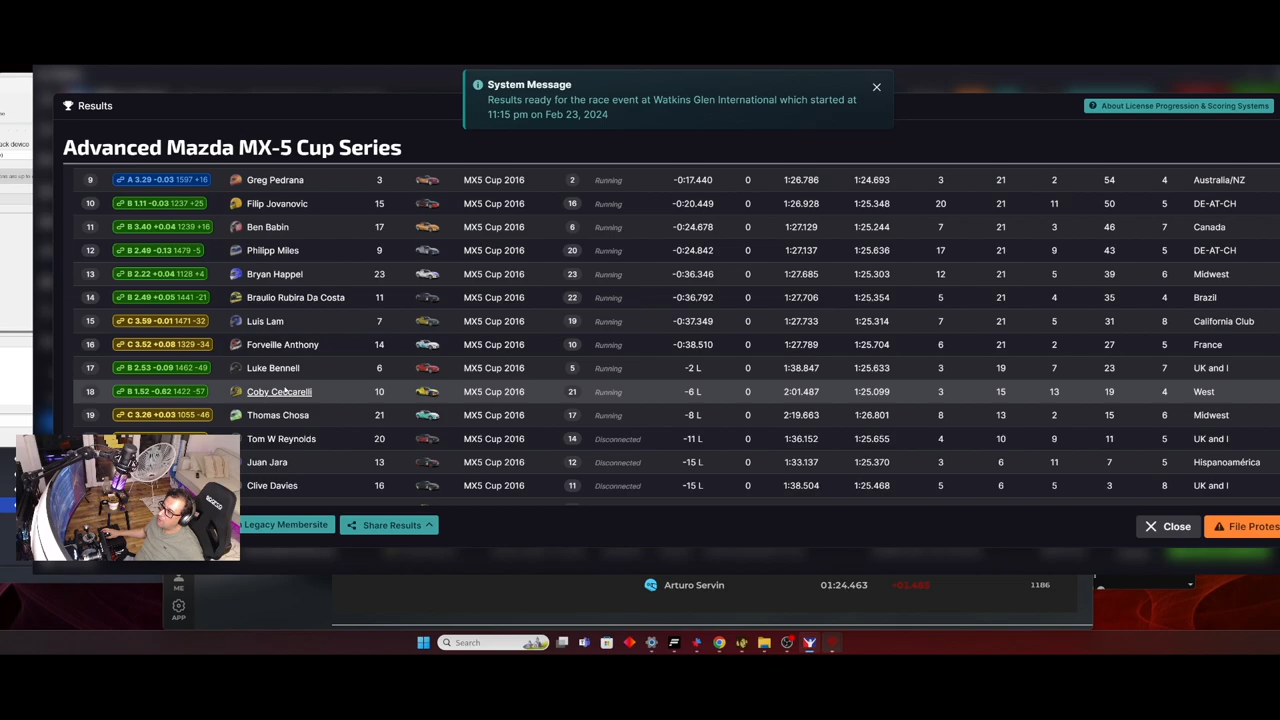 System Message
Results ready for the race event at Watkins Glen International which started at
11:15 pm on Feb 23, 2024
Results
About License Progression & Scoring Systems
Advanced Mazda MX-5 Cup Series
9 A 3.29 -0.03 1597 +16 Greg Pedrana 3 MX5 Cup 2016 2 Running -0:17.440 0 1:26.786 1:24.693 3 21 2 54 4 Australia/NZ
10 B 1.11 -0.03 1237 +25 Filip Jovanovic 15 MX5 Cup 2016 16 Running -0:20.449 0 1:26.928 1:25.348 20 21 11 50 5 DE-AT-CH
11 B 3.40 +0.04 1239 +16 Ben Babin 17 MX5 Cup 2016 6 Running -0:24.678 0 1:27.129 1:25.244 7 21 3 46 7 Canada
12 B 2.49 -0.13 1479 -5 Philipp Miles 9 MX5 Cup 2016 20 Running -0:24.842 0 1:27.137 1:25.636 17 21 9 43 5 DE-AT-CH
13 B 2.22 +0.04 1128 +4 Bryan Happel 23 MX5 Cup 2016 23 Running -0:36.346 0 1:27.685 1:25.303 12 21 5 39 6 Midwest
14 B 2.49 +0.05 1441 -21 Braulio Rubira Da Costa 11 MX5 Cup 2016 22 Running -0:36.792 0 1:27.706 1:25.354 5 21 4 35 4 Brazil
15 C 3.59 -0.01 1471 -32 Luis Lam 7 MX5 Cup 2016 19 Running -0:37.349 0 1:27.733 1:25.314 7 21 5 31 8 California Club
16 C 3.52 +0.08 1329 -34 Forveille Anthony 14 MX5 Cup 2016 10 Running -0:38.510 0 1:27.789 1:25.794 6 21 2 27 4 France
17 B 2.53 -0.09 1462 -49 Luke Bennell 6 MX5 Cup 2016 5 Running -2 L 0 1:38.847 1:25.633 3 19 7 23 7 UK and I
18 B 1.52 -0.62 1422 -57 Coby Ceccarelli 10 MX5 Cup 2016 21 Running -6 L 0 2:01.487 1:25.099 3 15 13 19 4 West
19 C 3.26 +0.03 1055 -46 Thomas Chosa 21 MX5 Cup 2016 17 Running -8 L 0 2:19.663 1:26.801 8 13 2 15 6 Midwest
Tom W Reynolds 20 MX5 Cup 2016 14 Disconnected -11 L 0 1:36.152 1:25.655 4 10 9 11 5 UK and I
Juan Jara 13 MX5 Cup 2016 12 Disconnected -15 L 0 1:33.137 1:25.370 3 6 11 7 5 Hispanoamérica
Clive Davies 16 MX5 Cup 2016 11 Disconnected -15 L 0 1:38.504 1:25.468 5 6 5 3 8 UK and I
Legacy Membersite
Share Results
Close
File Protes
ME
APP
Arturo Servin 01:24.463 1186
Search